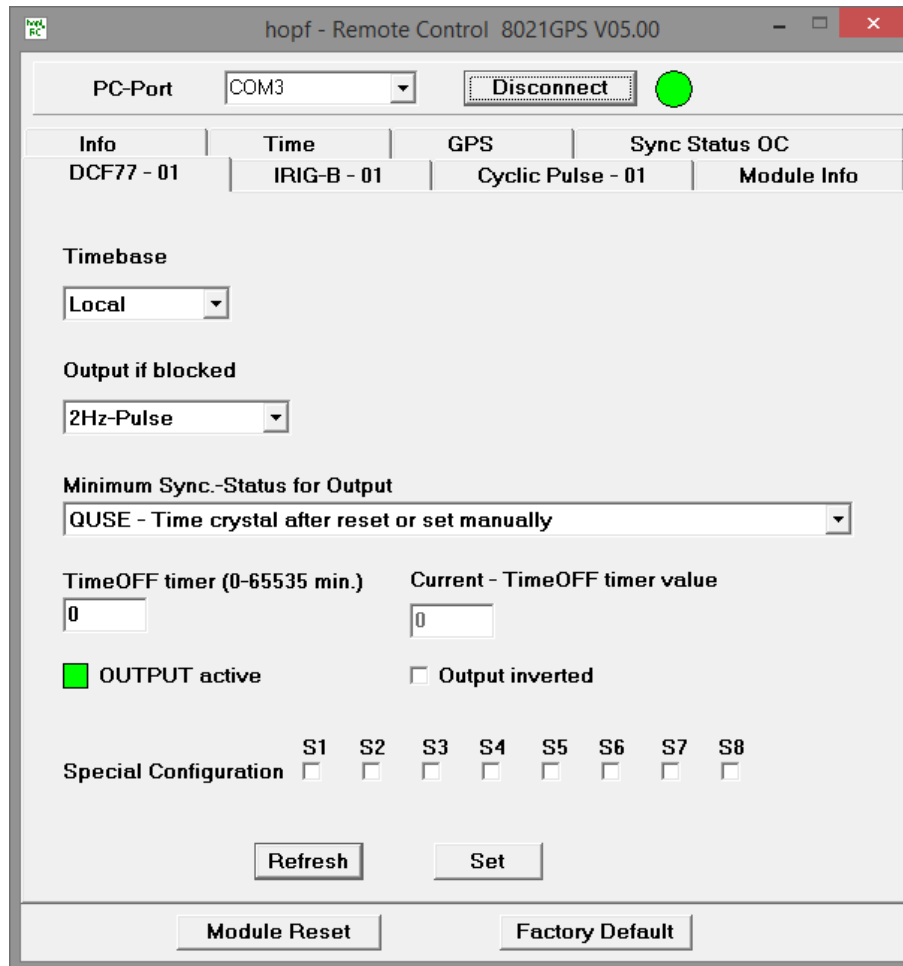 hopf RC hopf - Remote Control 8021GPS V05.00
PC-Port COM3 Disconnect
Info Time GPS Sync Status OC
DCF77 - 01 IRIG-B - 01 Cyclic Pulse - 01 Module Info
Timebase
Local
Output if blocked
2Hz-Pulse
Minimum Sync.-Status for Output
QUSE - Time crystal after reset or set manually
TimeOFF timer (0-65535 min.) Current - TimeOFF timer value
0 0
OUTPUT active Output inverted
S1 S2 S3 S4 S5 S6 S7 S8
Special Configuration
Refresh Set
Module Reset Factory Default